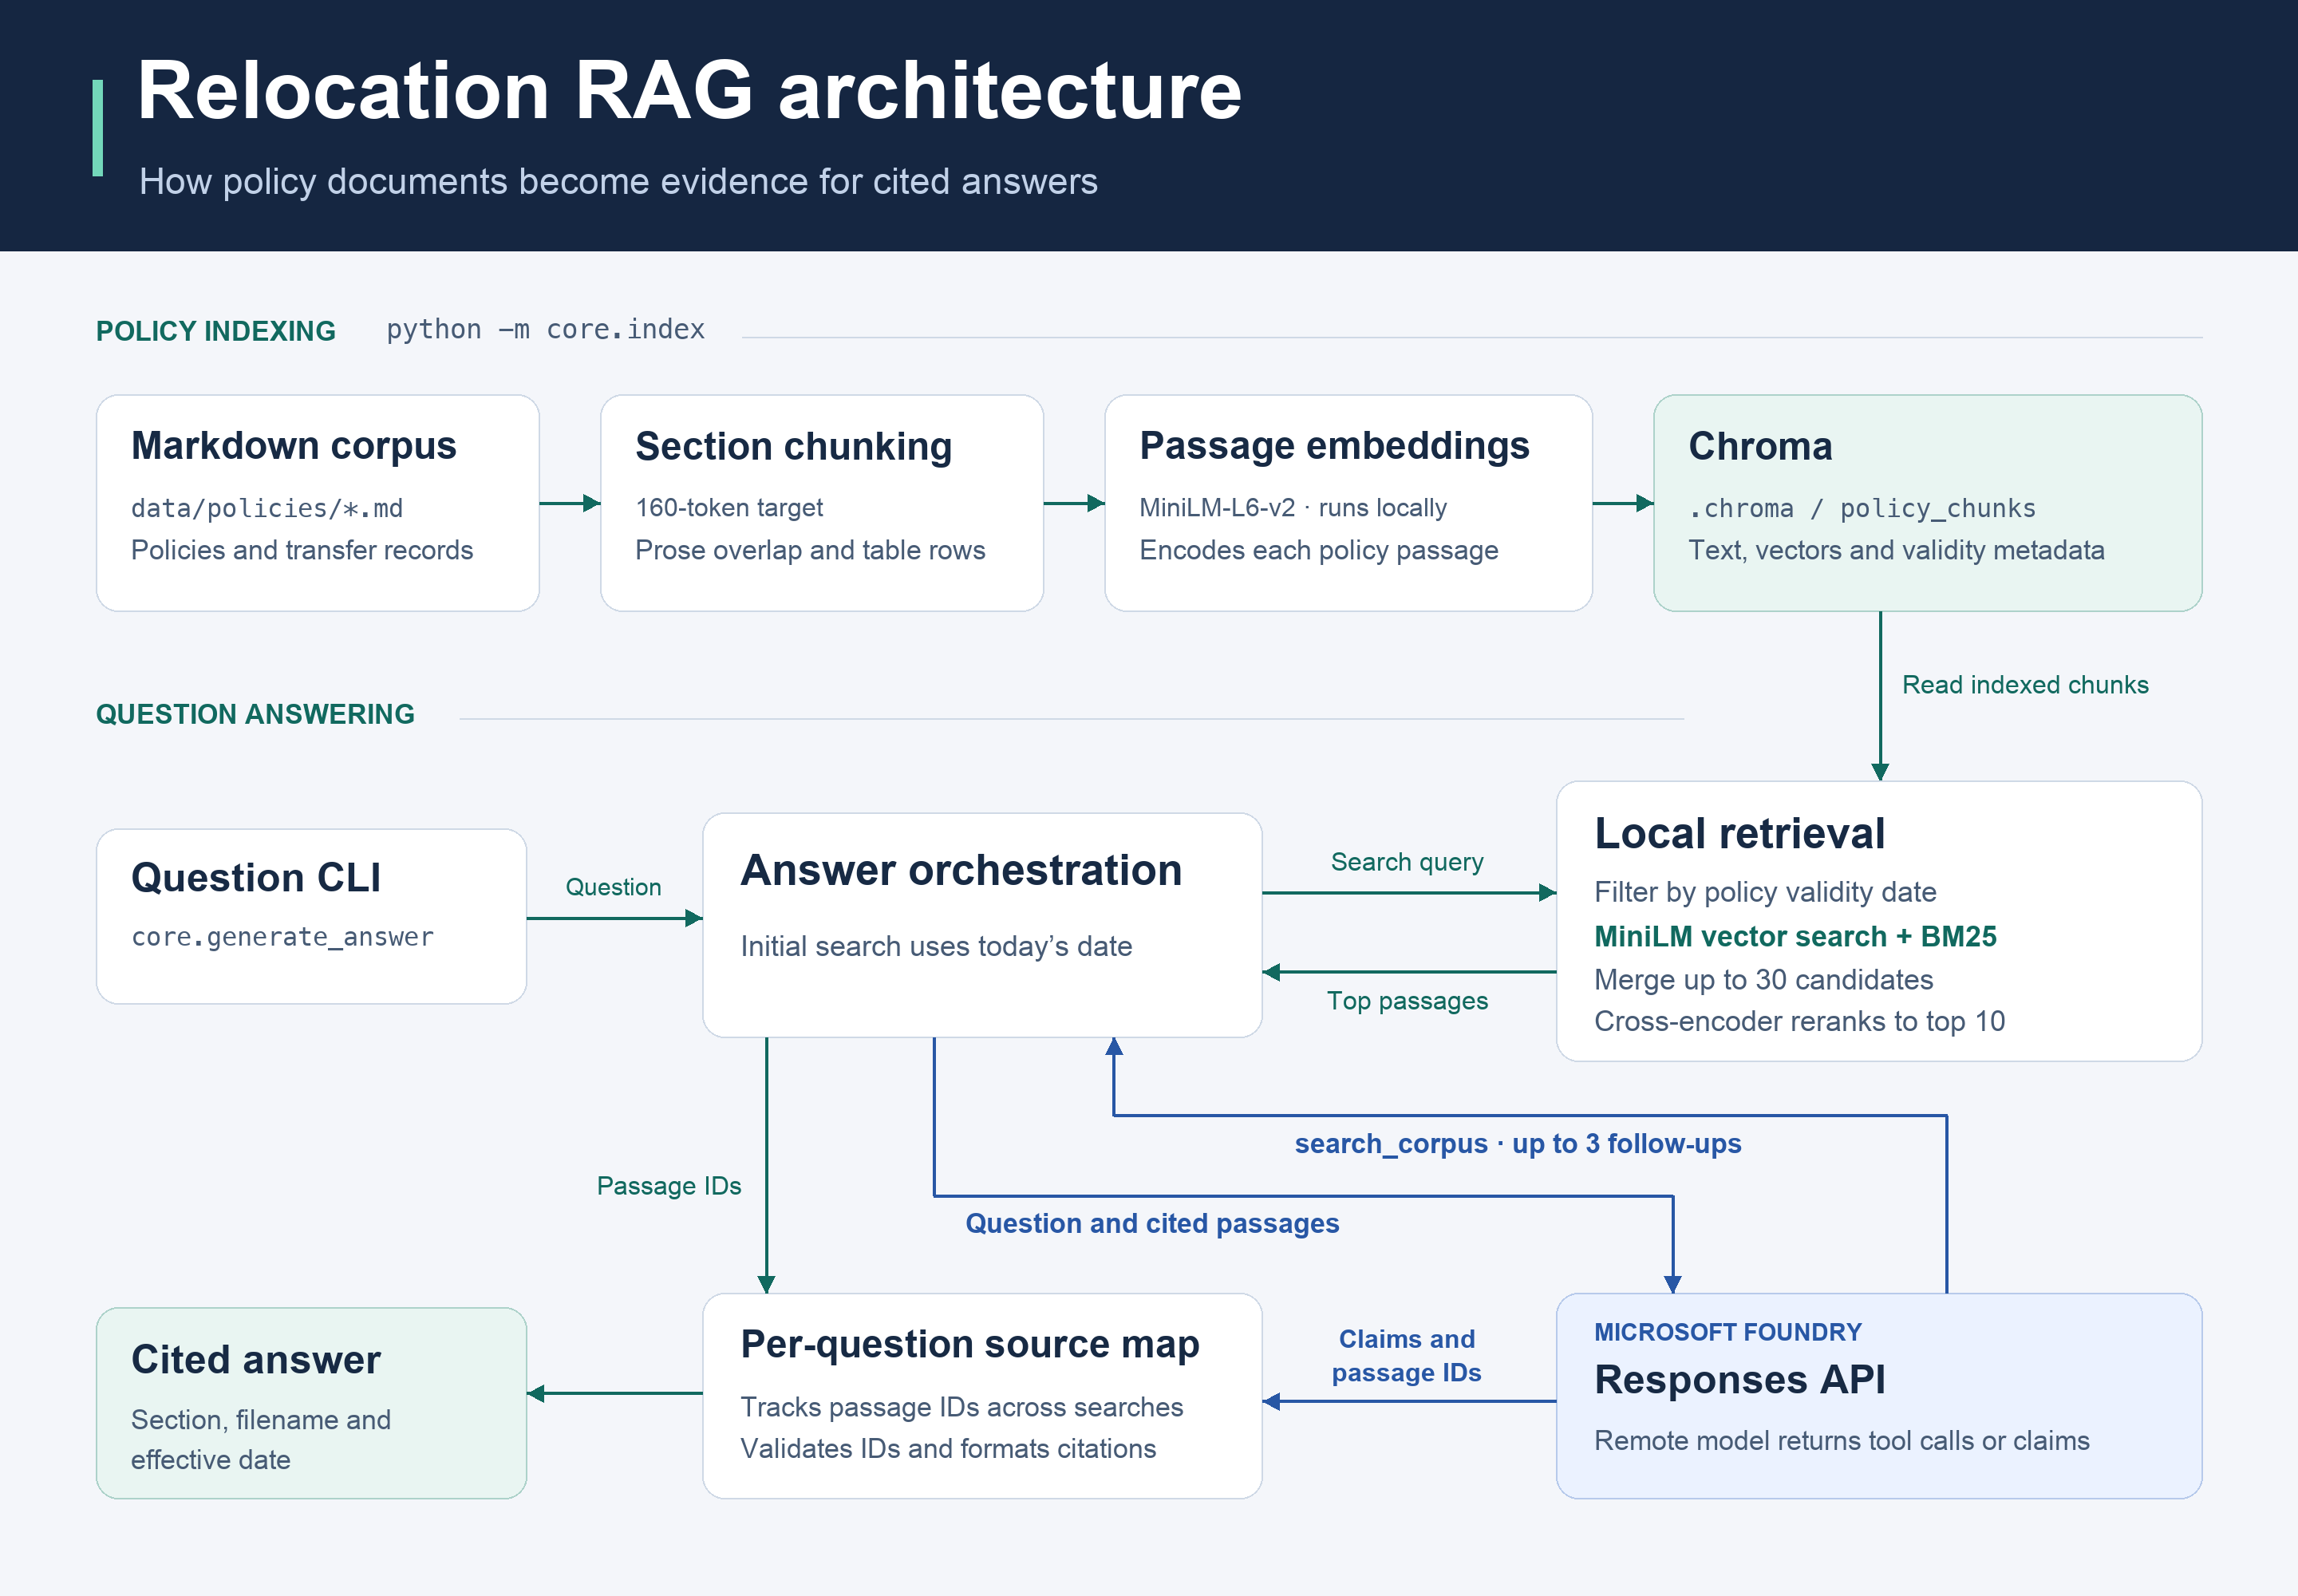 Relocation RAG architecture
How policy documents become evidence for cited answers
POLICY INDEXING python −m core.index
Markdown corpus
data/policies/*.md
Policies and transfer records
Section chunking
160-token target
Prose overlap and table rows
Passage embeddings
MiniLM-L6-v2 · runs locally
Encodes each policy passage
Chroma
.chroma / policy_chunks
Text, vectors and validity metadata
Read indexed chunks
QUESTION ANSWERING
Question CLI
core.generate_answer
Question
Answer orchestration
Initial search uses today’s date
Search query
Top passages
Local retrieval
Filter by policy validity date
MiniLM vector search + BM25
Merge up to 30 candidates
Cross-encoder reranks to top 10
search_corpus · up to 3 follow-ups
Passage IDs
Question and cited passages
Cited answer
Section, filename and
effective date
Per-question source map
Tracks passage IDs across searches
Validates IDs and formats citations
Claims and
passage IDs
MICROSOFT FOUNDRY
Responses API
Remote model returns tool calls or claims